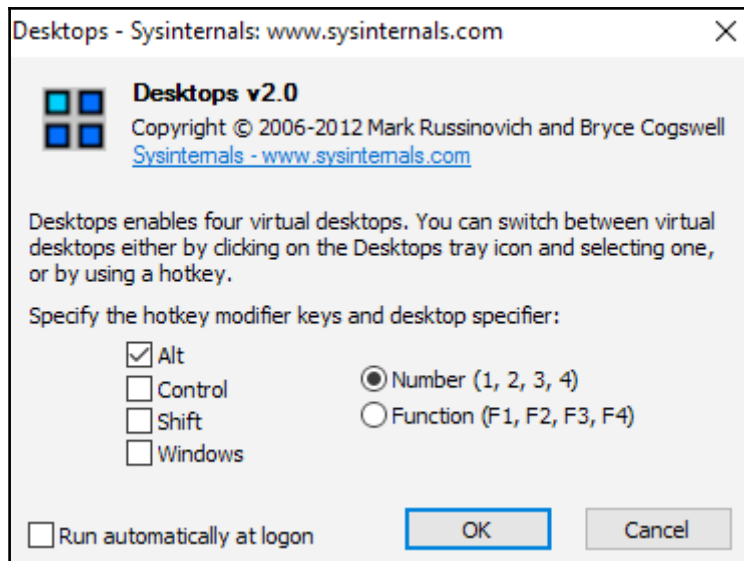 Desktops - Sysinternals: www.sysinternals.com
Desktops v2.0
Copyright © 2006-2012 Mark Russinovich and Bryce Cogswell
Sysinternals - www.sysinternals.com
Desktops enables four virtual desktops. You can switch between virtual
desktops either by clicking on the Desktops tray icon and selecting one,
or by using a hotkey.
Specify the hotkey modifier keys and desktop specifier:
Alt
Control
Shift
Windows
Number (1, 2, 3, 4)
Function (F1, F2, F3, F4)
Run automatically at logon
OK
Cancel